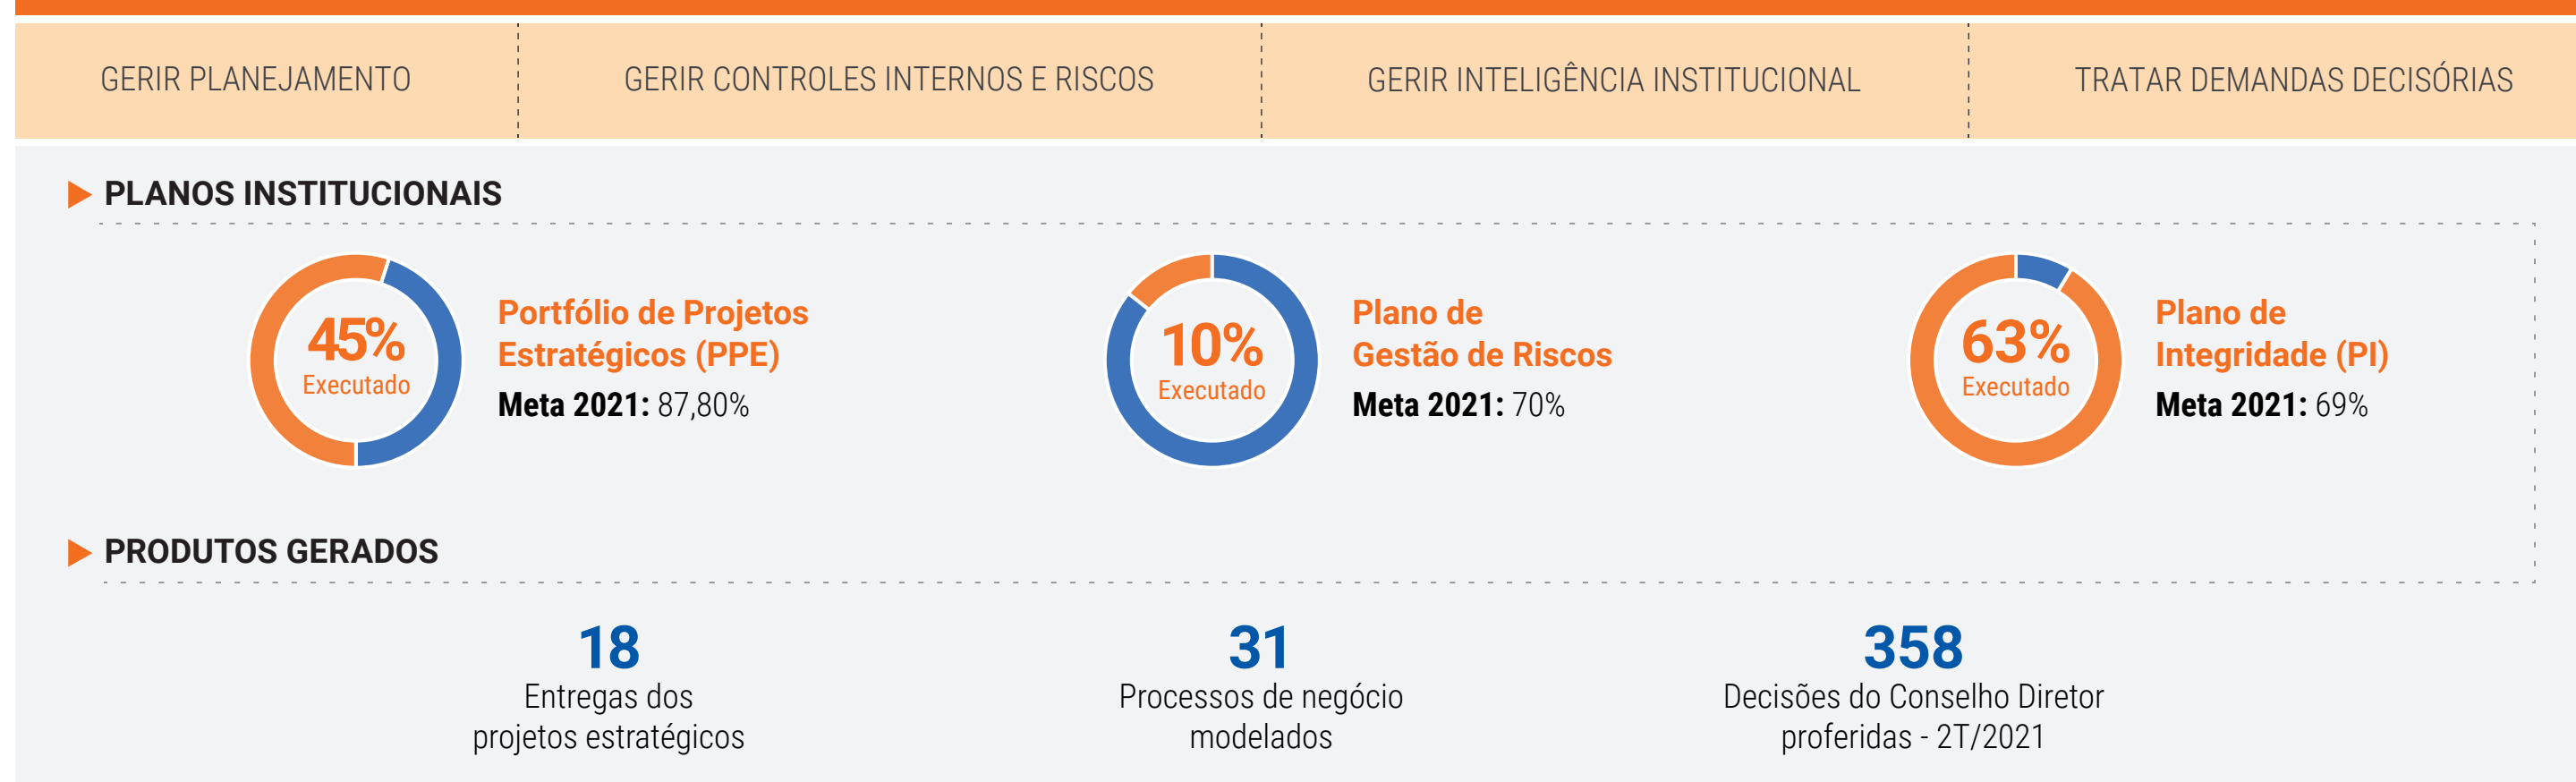 GERIR PLANEJAMENTO
GERIR CONTROLES INTERNOS E RISCOS
GERIR INTELIGÊNCIA INSTITUCIONAL
TRATAR DEMANDAS DECISÓRIAS
PLANOS INSTITUCIONAIS
45%
Executado
Portfólio de Projetos
Estratégicos (PPE)
Meta 2021: 87,80%
10%
Executado
Plano de
Gestão de Riscos
Meta 2021: 70%
63%
Executado
Plano de
Integridade (PI)
Meta 2021: 69%
PRODUTOS GERADOS
18
Entregas dos
projetos estratégicos
31
Processos de negócio
modelados
358
Decisões do Conselho Diretor
proferidas - 2T/2021